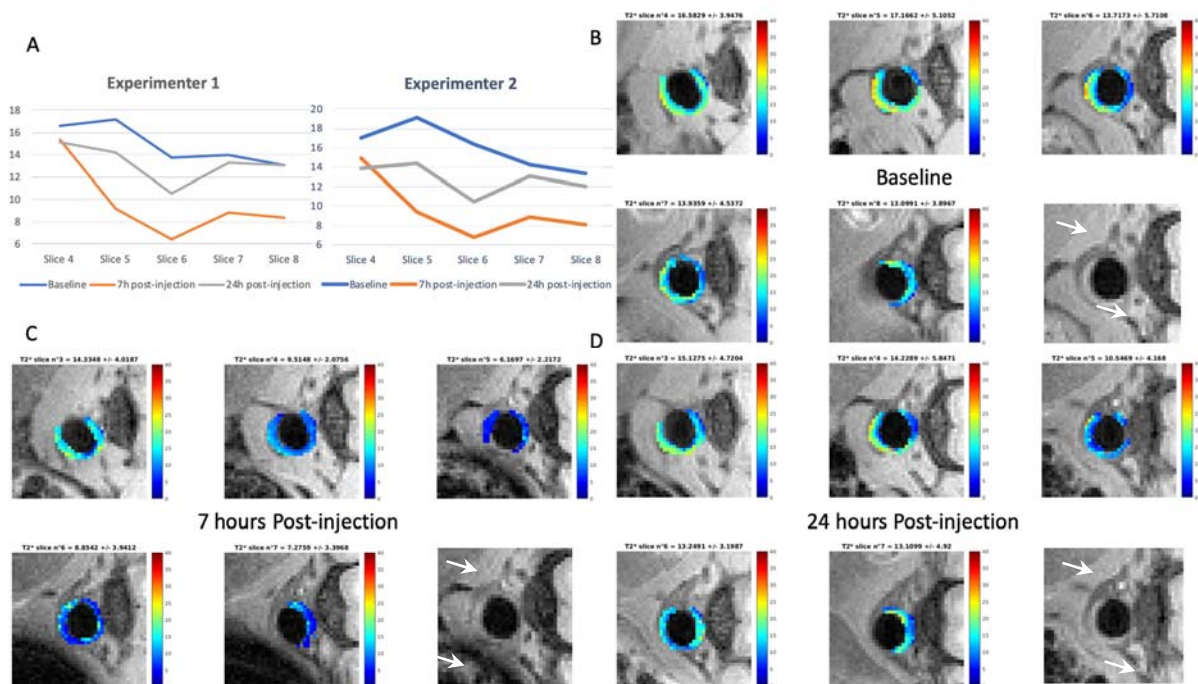 A
Experimenter 1
18
16
14
12
10
8
6
Slice 4 Slice 5 Slice 6 Slice 7 Slice 8
Baseline 7h post-injection 24h post-injection
Experimenter 2
20
18
16
14
12
10
8
6
Slice 4 Slice 5 Slice 6 Slice 7 Slice 8
Baseline 7h post-injection 24h post-injection
B
T2* slice n°4 = 16.5829 +/- 3.9476
T2* slice n°5 = 17.1662 +/- 5.1052
T2* slice n°6 = 13.7173 +/- 5.7108
Baseline
T2* slice n°7 = 13.9359 +/- 4.5372
T2* slice n°8 = 13.0991 +/- 3.8967
C
T2* slice n°3 = 14.3348 +/- 4.0187
T2* slice n°4 = 9.5148 +/- 2.0756
T2* slice n°5 = 6.1697 +/- 2.2172
7 hours Post-injection
T2* slice n°6 = 8.8542 +/- 3.9412
T2* slice n°7 = 7.2759 +/- 3.3968
D
T2* slice n°3 = 15.1275 +/- 4.7204
T2* slice n°4 = 14.2289 +/- 5.8471
T2* slice n°5 = 10.5469 +/- 4.168
24 hours Post-injection
T2* slice n°6 = 13.2491 +/- 3.1987
T2* slice n°7 = 13.1099 +/- 4.92